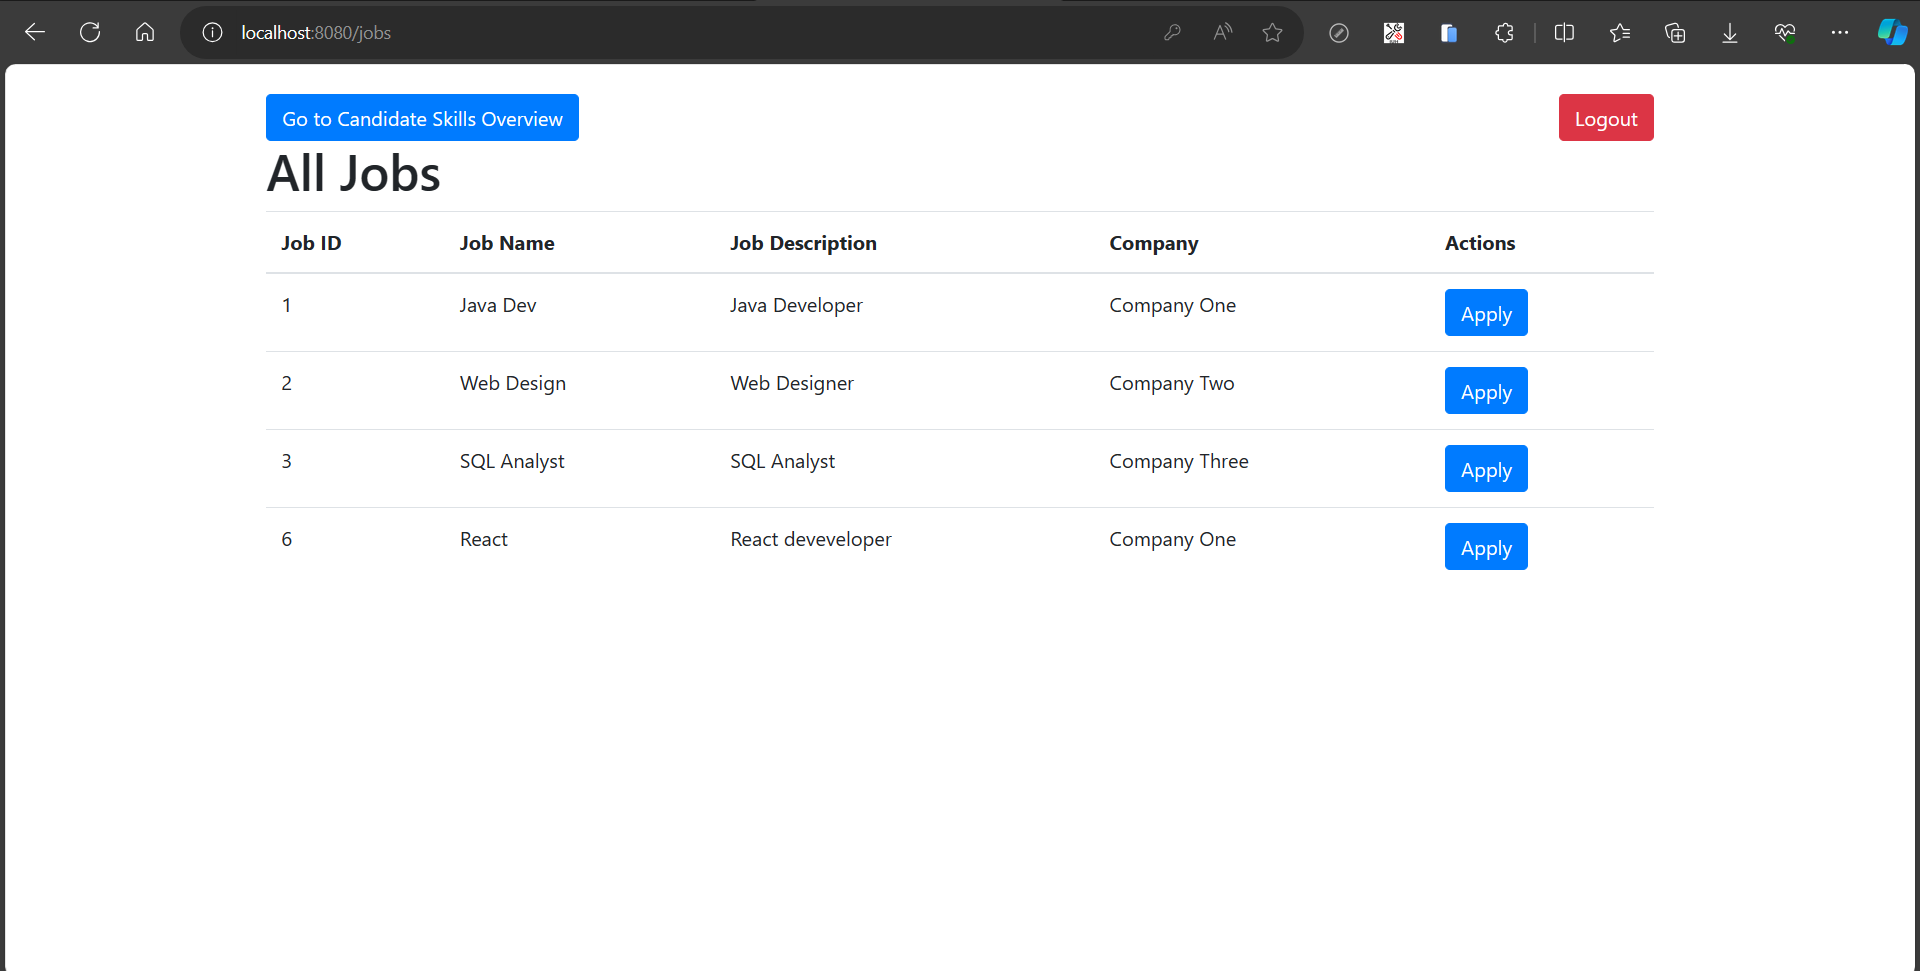 localhost:8080/jobs
Go to Candidate Skills Overview
Logout
All Jobs
Job ID Job Name Job Description Company Actions
1 Java Dev Java Developer Company One Apply
2 Web Design Web Designer Company Two Apply
3 SQL Analyst SQL Analyst Company Three Apply
6 React React deveveloper Company One Apply